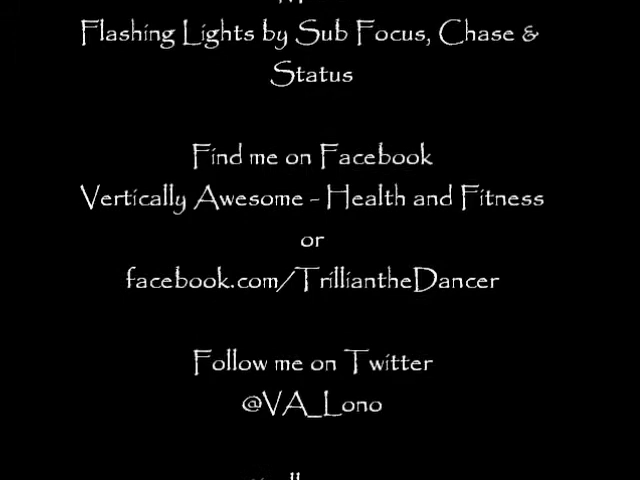 Flashing Lights by Sub Focus, Chase &
Status
Find me on Facebook
Vertically Awesome - Health and Fitness
or
facebook.com/TrilliantheDancer
Follow me on Twitter
@VA_Lono